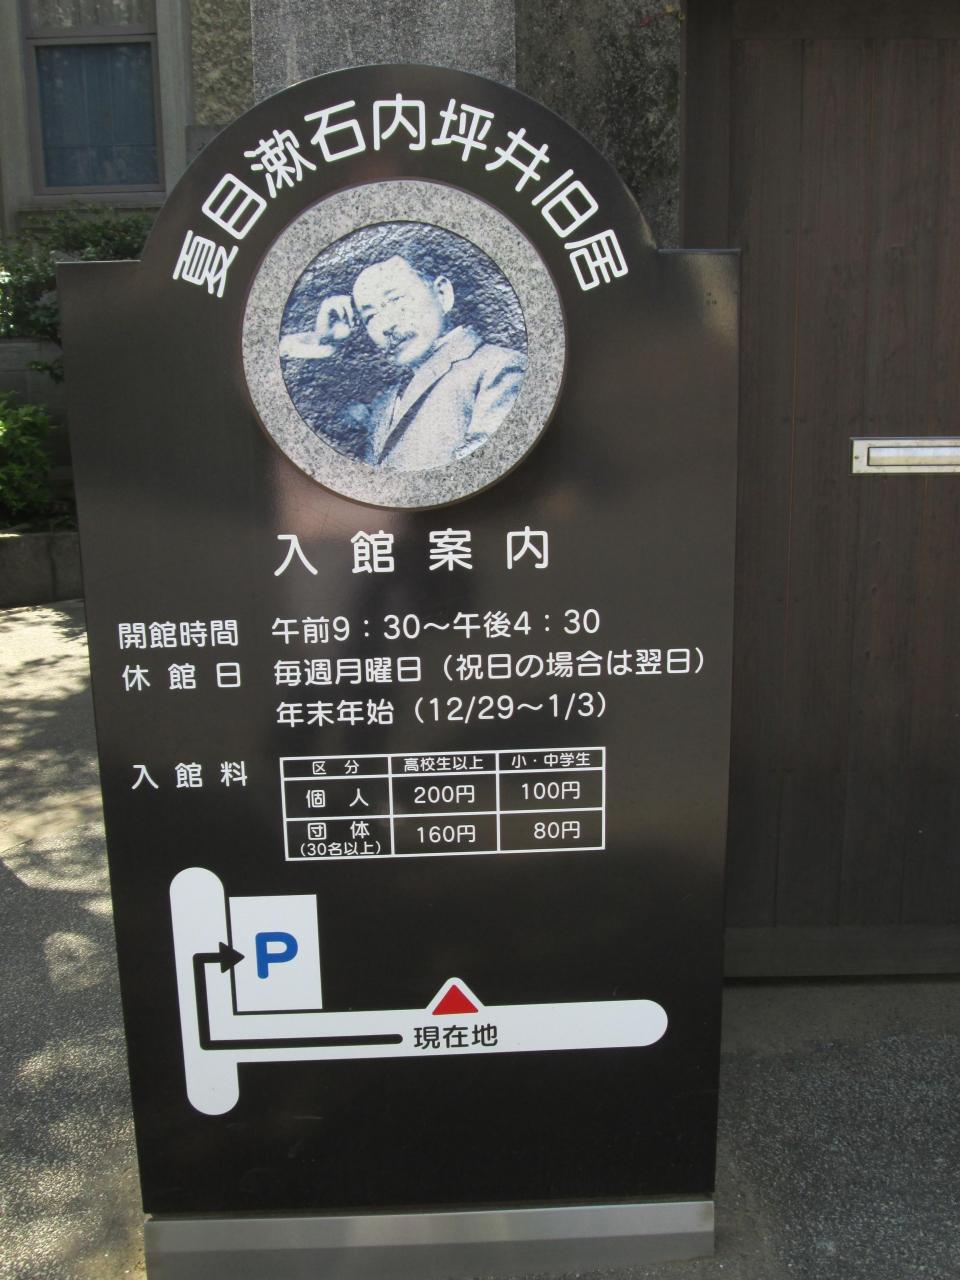 夏目漱石内坪井旧居
入館案内
開館時間 午前9：30～午後4：30
休館日 毎週月曜日（祝日の場合は翌日）
年末年始（12/29～1/3）
入館料
区分 高校生以上 小・中学生
個人 200円 100円
団体（30名以上） 160円 80円
P
現在地